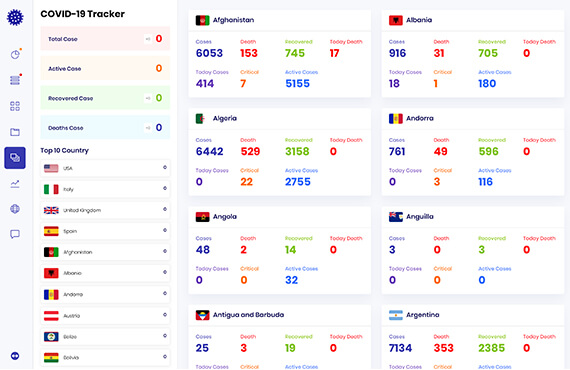 COVID-19 Tracker
Total Case +0 0
Active Case 0
Recovered Case +0 0
Deaths Case +0 0
Top 10 Country
USA 0
Italy 0
United Kingdom 0
Spain 0
Afghanistan 0
Albania 0
Andorra 0
Austria 0
Belize 0
Bolivia 0
Afghanistan
Cases Death Recovered Today Death
6053 153 745 17
Today Cases Critical Active Cases
414 7 5155
Albania
Cases Death Recovered Today Death
916 31 705 0
Today Cases Critical Active Cases
18 1 180
Algeria
Cases Death Recovered Today Death
6442 529 3158 0
Today Cases Critical Active Cases
0 22 2755
Andorra
Cases Death Recovered Today Death
761 49 596 0
Today Cases Critical Active Cases
0 3 116
Angola
Cases Death Recovered Today Death
48 2 14 0
Today Cases Critical Active Cases
0 0 32
Anguilla
Cases Death Recovered Today Death
3 0 3 0
Today Cases Critical Active Cases
0 0 0
Antigua and Barbuda
Cases Death Recovered Today Death
25 3 19 0
Today Cases Critical Active Cases
Argentina
Cases Death Recovered Today Death
7134 353 2385 0
Today Cases Critical Active Cases